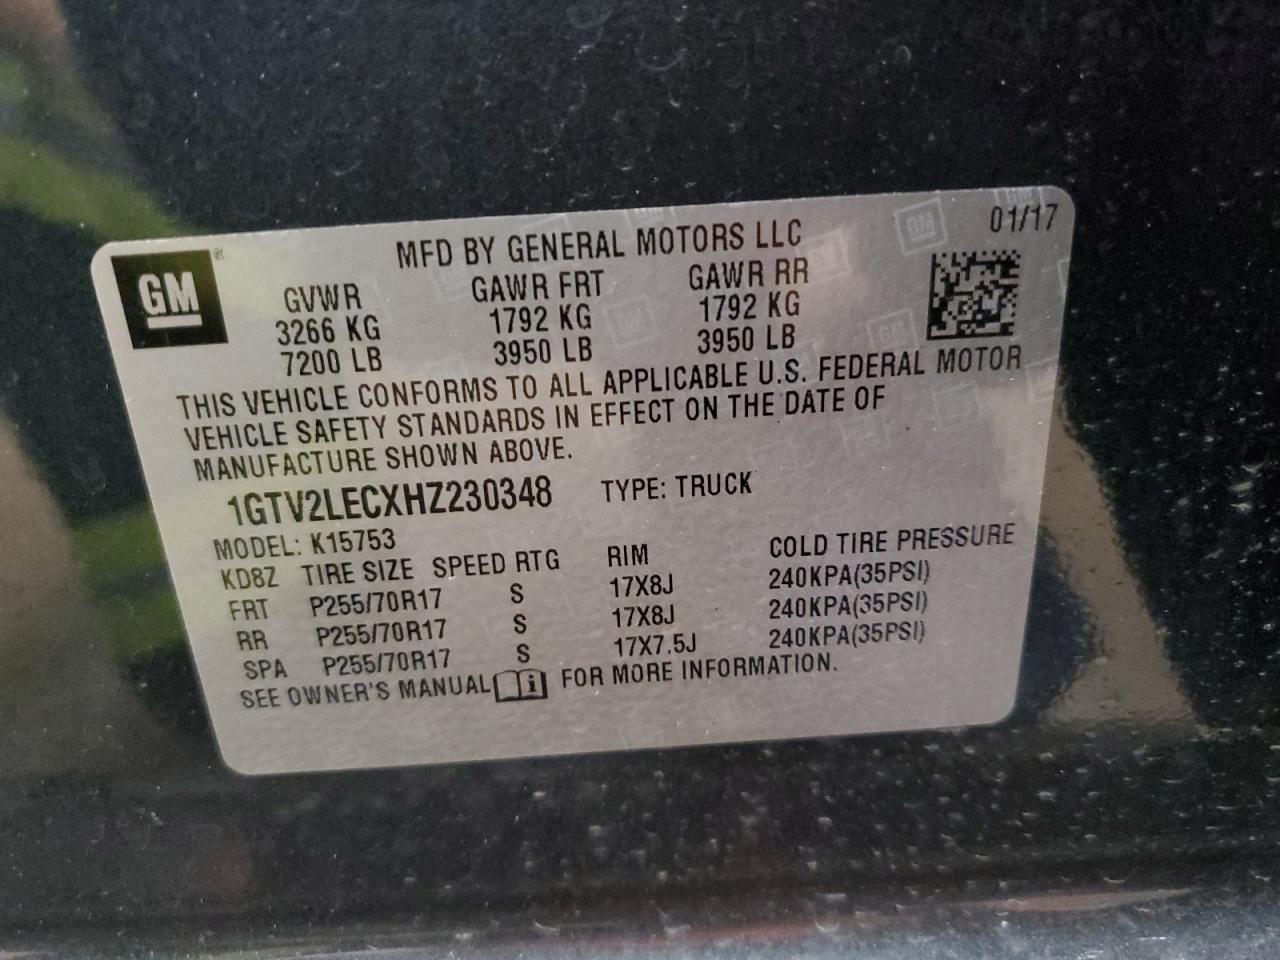 01/17
GM®
MFD BY GENERAL MOTORS LLC
GVWR GAWR FRT GAWR RR
3266 KG 1792 KG 1792 KG
7200 LB 3950 LB 3950 LB
THIS VEHICLE CONFORMS TO ALL APPLICABLE U.S. FEDERAL MOTOR
VEHICLE SAFETY STANDARDS IN EFFECT ON THE DATE OF
MANUFACTURE SHOWN ABOVE.
1GTV2LECXHZ230348 TYPE: TRUCK
MODEL: K15753
KD8Z TIRE SIZE SPEED RTG RIM COLD TIRE PRESSURE
FRT P255/70R17 S 17X8J 240KPA(35PSI)
RR P255/70R17 S 17X8J 240KPA(35PSI)
SPA P255/70R17 S 17X7.5J 240KPA(35PSI)
SEE OWNER'S MANUAL i FOR MORE INFORMATION.